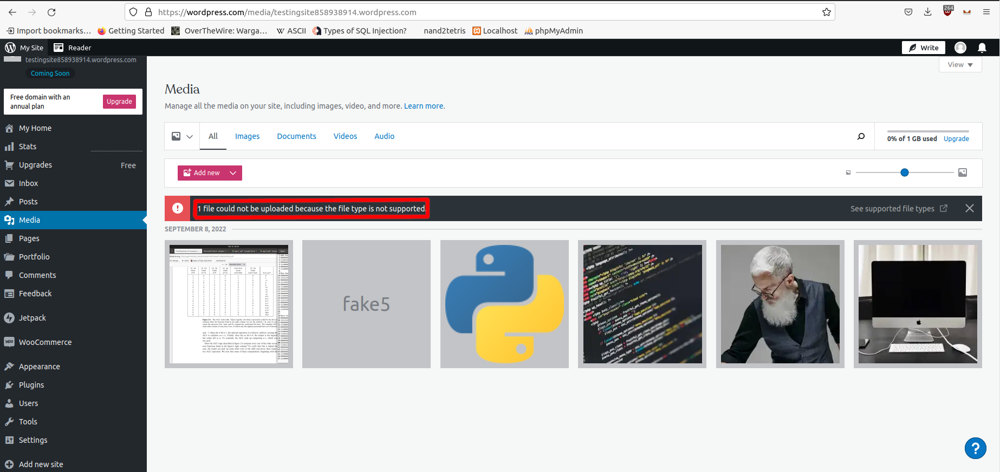 https://wordpress.com/media/testingsite858938914.wordpress.com
264
Import bookmarks… Getting Started OverTheWire: Warga… ASCII Types of SQL Injection? nand2tetris Localhost phpMyAdmin
My Site Reader Write
testingsite858938914.wordpress.com
Coming Soon
View
Free domain with an
annual plan
Upgrade
My Home
Stats
Upgrades Free
Inbox
Posts
Media
Pages
Portfolio
Comments
Feedback
Jetpack
WooCommerce
Appearance
Plugins
Users
Tools
Settings
Add new site
Media
Manage all the media on your site, including images, video, and more. Learn more.
All Images Documents Videos Audio
0% of 1 GB used Upgrade
Add new
1 file could not be uploaded because the file type is not supported.
See supported file types
SEPTEMBER 8, 2022
fake5